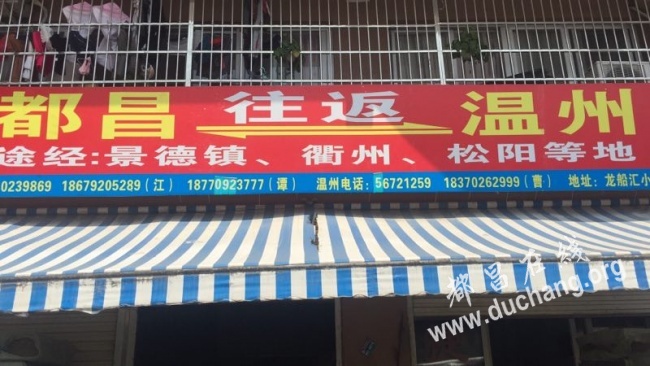 都昌 往返 温州
途经:景德镇、衢州、松阳等地
0239869 18679205289(江) 18770923777(谭) 温州电话:56721259 18370262999(曹) 地址:龙船汇小
都昌在线
www.duchang.org